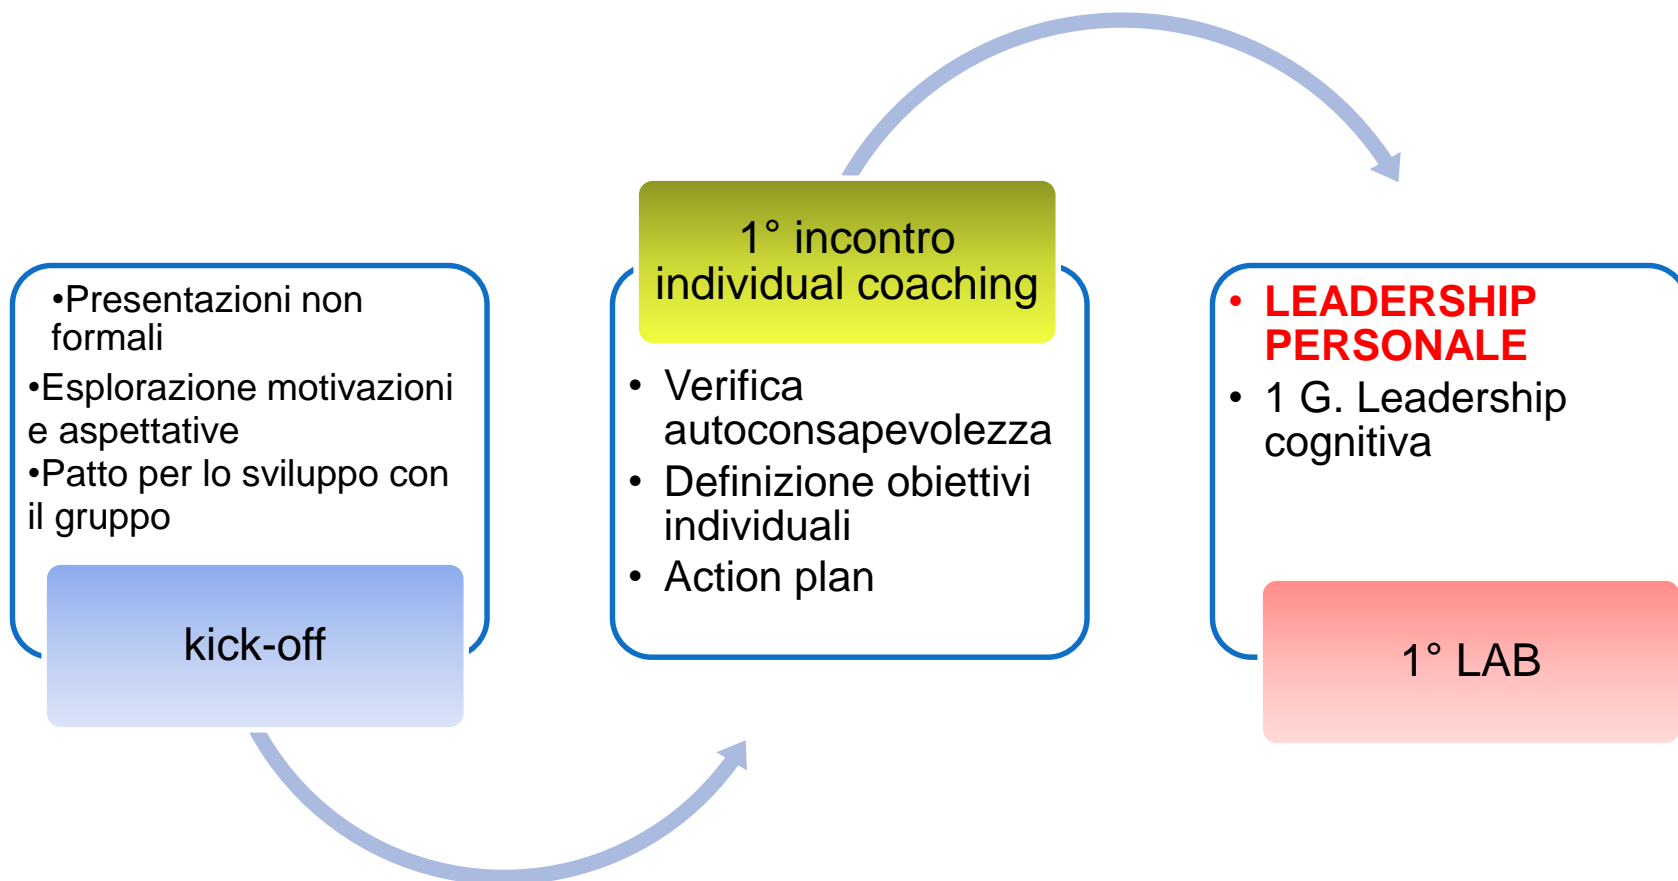 •Presentazioni non
formali
•Esplorazione motivazioni
e aspettative
•Patto per lo sviluppo con
il gruppo
kick-off
1° incontro
individual coaching
• Verifica
autoconsapevolezza
• Definizione obiettivi
individuali
• Action plan
• LEADERSHIP
PERSONALE
• 1 G. Leadership
cognitiva
1° LAB